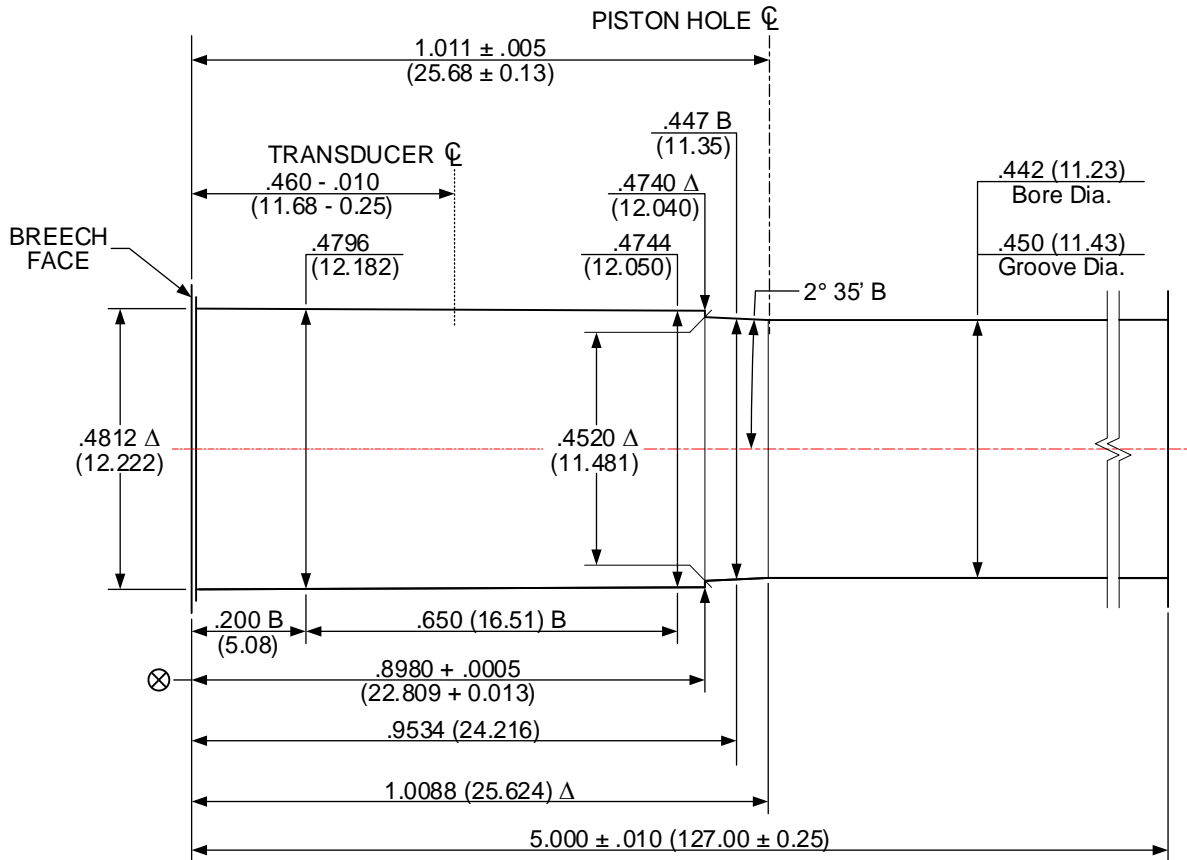 PISTON HOLE ℄
1.011 ± .005
(25.68 ± 0.13)
.447 B
(11.35)
TRANSDUCER ℄
.460 - .010
(11.68 - 0.25)
.4740 Δ
(12.040)
.442 (11.23)
Bore Dia.
BREECH
FACE
.4796
(12.182)
.4744
(12.050)
.450 (11.43)
Groove Dia.
2° 35’ B
.4812 Δ
(12.222)
.4520 Δ
(11.481)
.200 B
(5.08)
.650 (16.51) B
.8980 + .0005
(22.809 + 0.013)
.9534 (24.216)
1.0088 (25.624) Δ
5.000 ± .010 (127.00 ± 0.25)